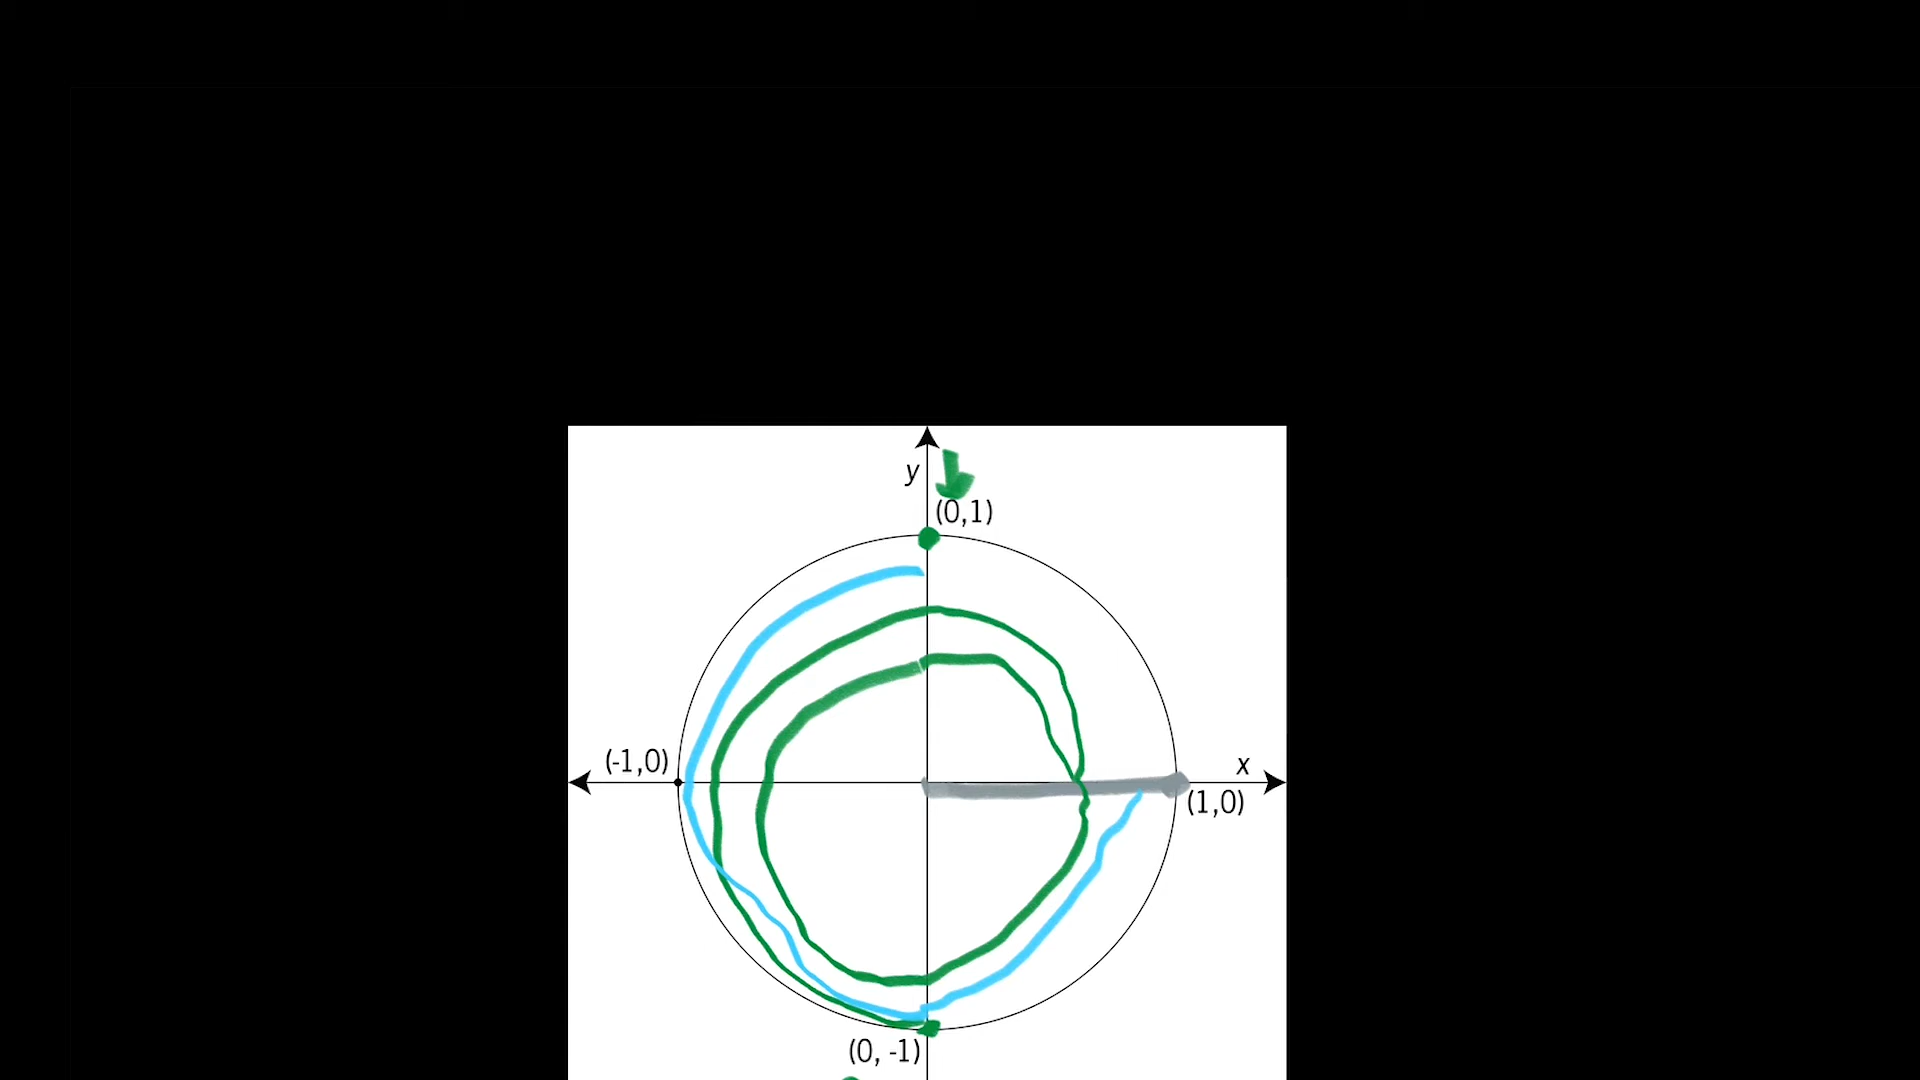 y
(0,1)
(-1,0)
x
(1,0)
(0, -1)